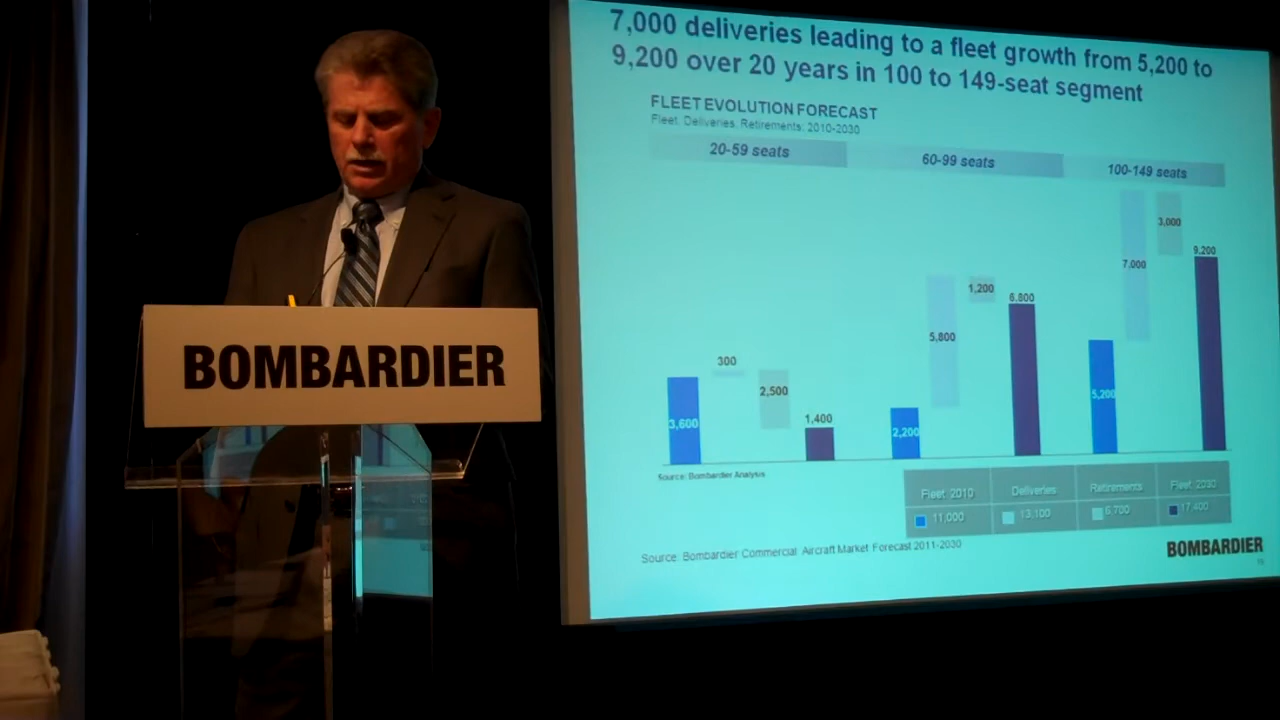 BOMBARDIER
7,000 deliveries leading to a fleet growth from 5,200 to
9,200 over 20 years in 100 to 149-seat segment
FLEET EVOLUTION FORECAST
Fleet. Deliveries. Retirements: 2010-2030
20-59 seats 60-99 seats 100-149 seats
3,600 300 2,500 1,400
2,200 5,800 1,200 6,800
5,200 7,000 3,000 9,200
Source: Bombardier Analysis
Fleet 2010 Deliveries Retirements Fleet 2030
11,000 13,100 6,700 17,400
Source: Bombardier Commercial Aircraft Market Forecast 2011-2030
BOMBARDIER